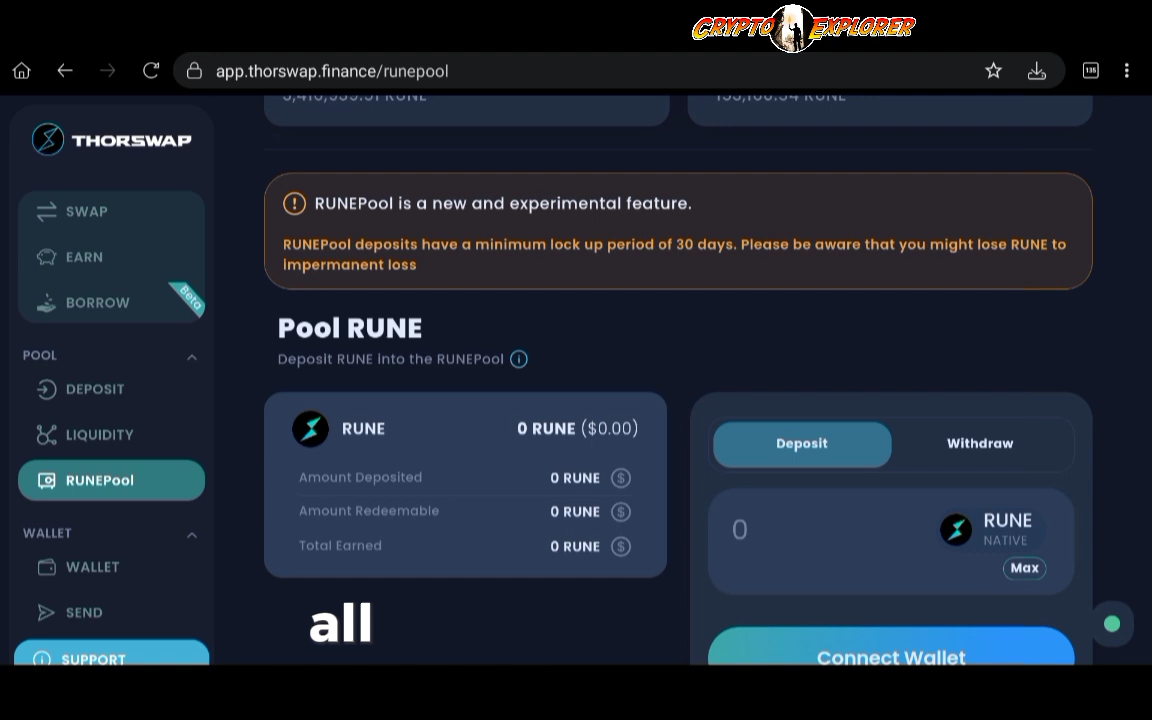 CRYPTO EXPLORER
app.thorswap.finance/runepool
135
THORSWAP
SWAP
EARN
BORROW
Beta
POOL
DEPOSIT
LIQUIDITY
RUNEPool
WALLET
WALLET
SEND
SUPPORT
RUNE
RUNE
RUNEPool is a new and experimental feature.
RUNEPool deposits have a minimum lock up period of 30 days. Please be aware that you might lose RUNE to
impermanent loss
Pool RUNE
Deposit RUNE into the RUNEPool
RUNE 0 RUNE ($0.00)
Amount Deposited 0 RUNE
Amount Redeemable 0 RUNE
Total Earned 0 RUNE
Deposit Withdraw
0 RUNE
NATIVE
Max
Connect Wallet
all